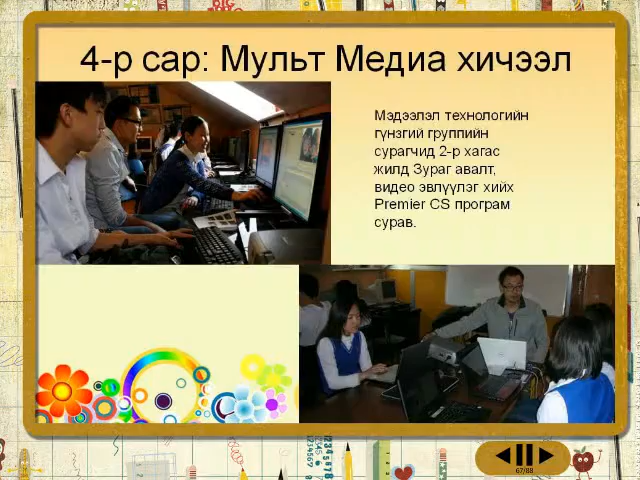 4-р сар: Мульт Медиа хичээл
Мэдээлэл технологийн
гүнзгий группийн
сурагчид 2-р хагас
жилд Зураг авалт,
видео эвлүүлэг хийх
Premier CS програм
сурав.
67/88